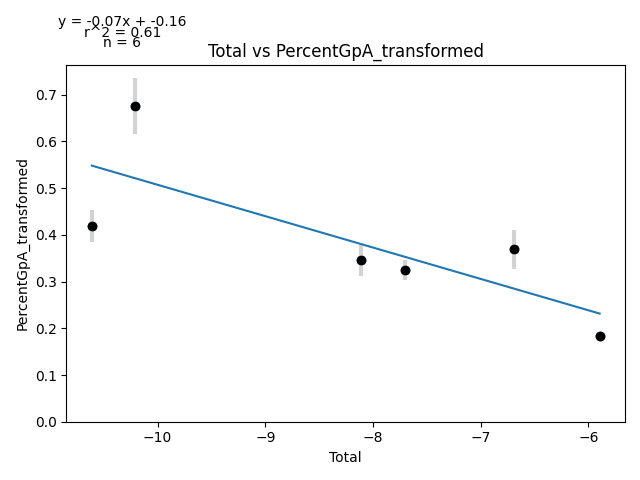 y = -0.07x + -0.16
r^2 = 0.61
n = 6
Total vs PercentGpA_transformed
PercentGpA_transformed
0.7
0.6
0.5
0.4
0.3
0.2
0.1
0.0
−10
−9
−8
−7
−6
Total